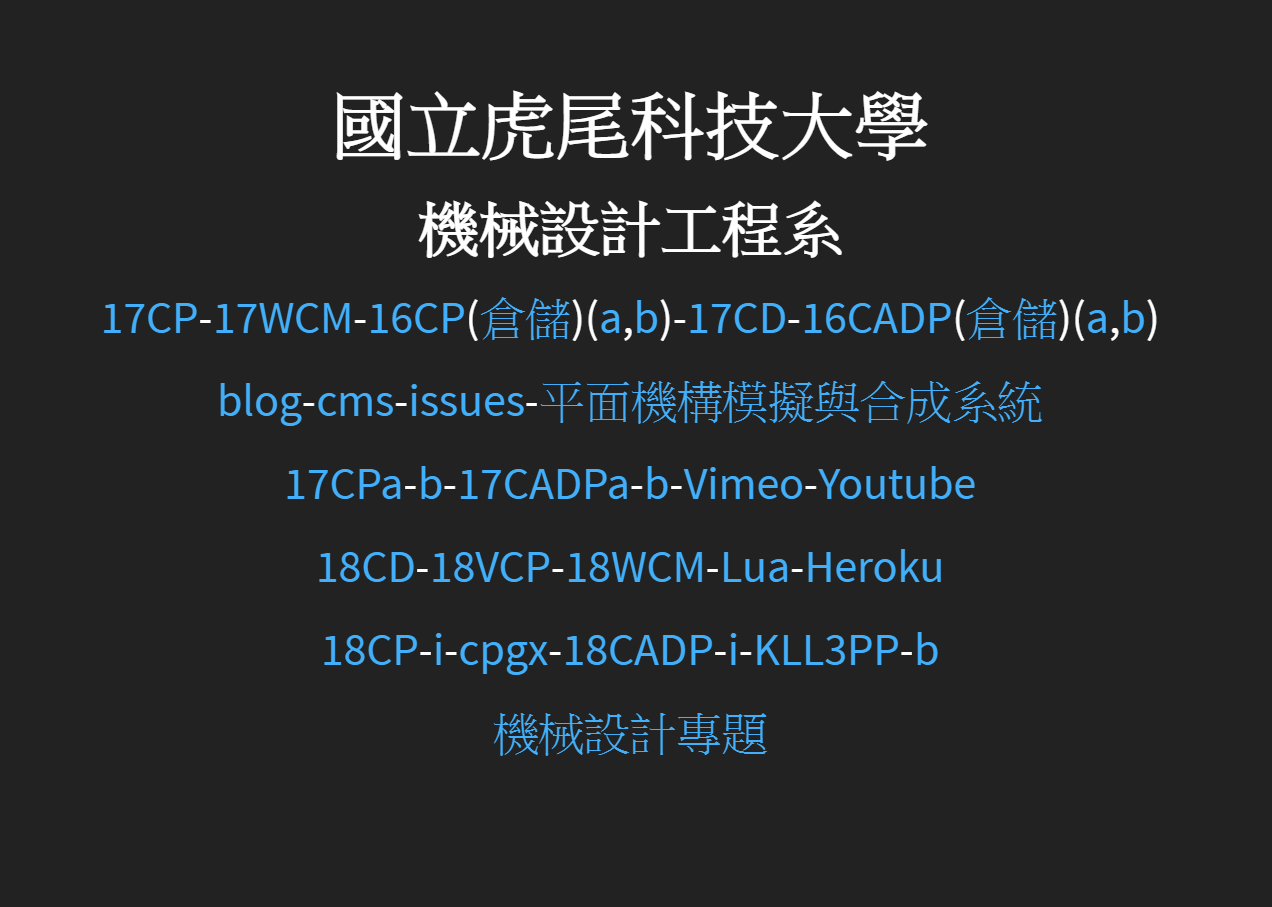 國立虎尾科技大學
機械設計工程系
17CP-17WCM-16CP(倉儲)(a,b)-17CD-16CADP(倉儲)(a,b)
blog-cms-issues-平面機構模擬與合成系統
17CPa-b-17CADPa-b-Vimeo-Youtube
18CD-18VCP-18WCM-Lua-Heroku
18CP-i-cpgx-18CADP-i-KLL3PP-b
機械設計專題